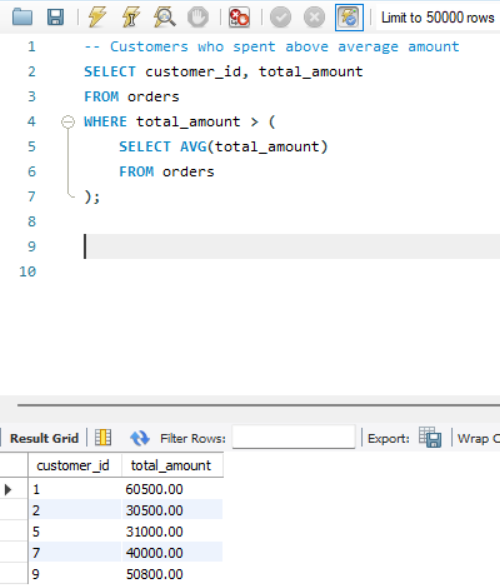 Limit to 50000 rows
1 -- Customers who spent above average amount
2 SELECT customer_id, total_amount
3 FROM orders
4 WHERE total_amount > (
5 SELECT AVG(total_amount)
6 FROM orders
7 );
8
9
10
Result Grid Filter Rows: Export: Wrap C
customer_id total_amount
1 60500.00
2 30500.00
5 31000.00
7 40000.00
9 50800.00